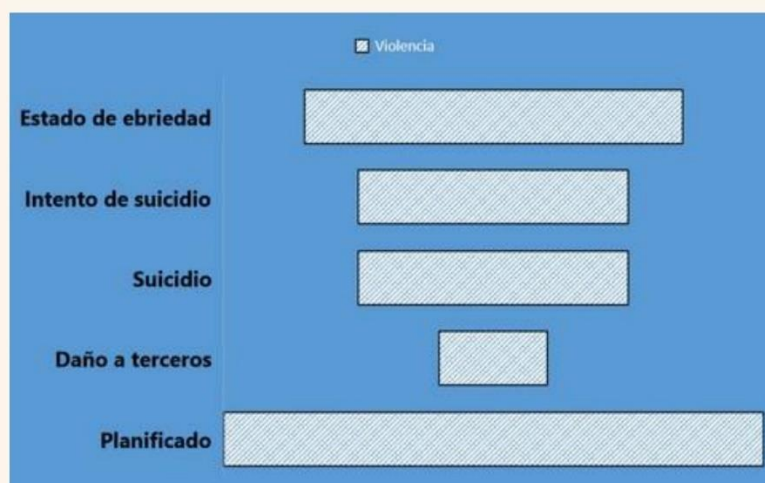 Violencia
Estado de ebriedad
Intento de suicidio
Suicidio
Daño a terceros
Planificado